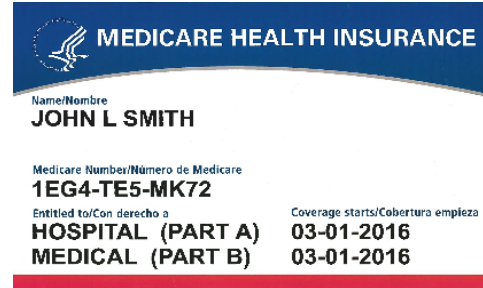 MEDICARE HEALTH INSURANCE
Name/Nombre
JOHN L SMITH
Medicare Number/Número de Medicare
1EG4-TE5-MK72
Entitled to/Con derecho a Coverage starts/Cobertura empieza
HOSPITAL (PART A) 03-01-2016
MEDICAL (PART B) 03-01-2016